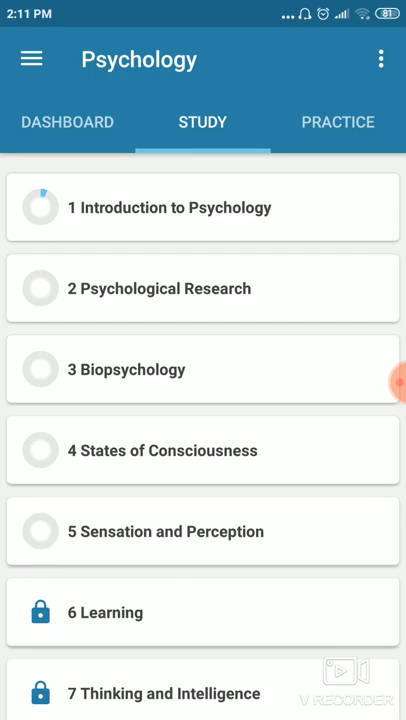 2:11 PM
81
Psychology
DASHBOARD
STUDY
PRACTICE
1 Introduction to Psychology
2 Psychological Research
3 Biopsychology
4 States of Consciousness
5 Sensation and Perception
6 Learning
7 Thinking and Intelligence
V RECORDER